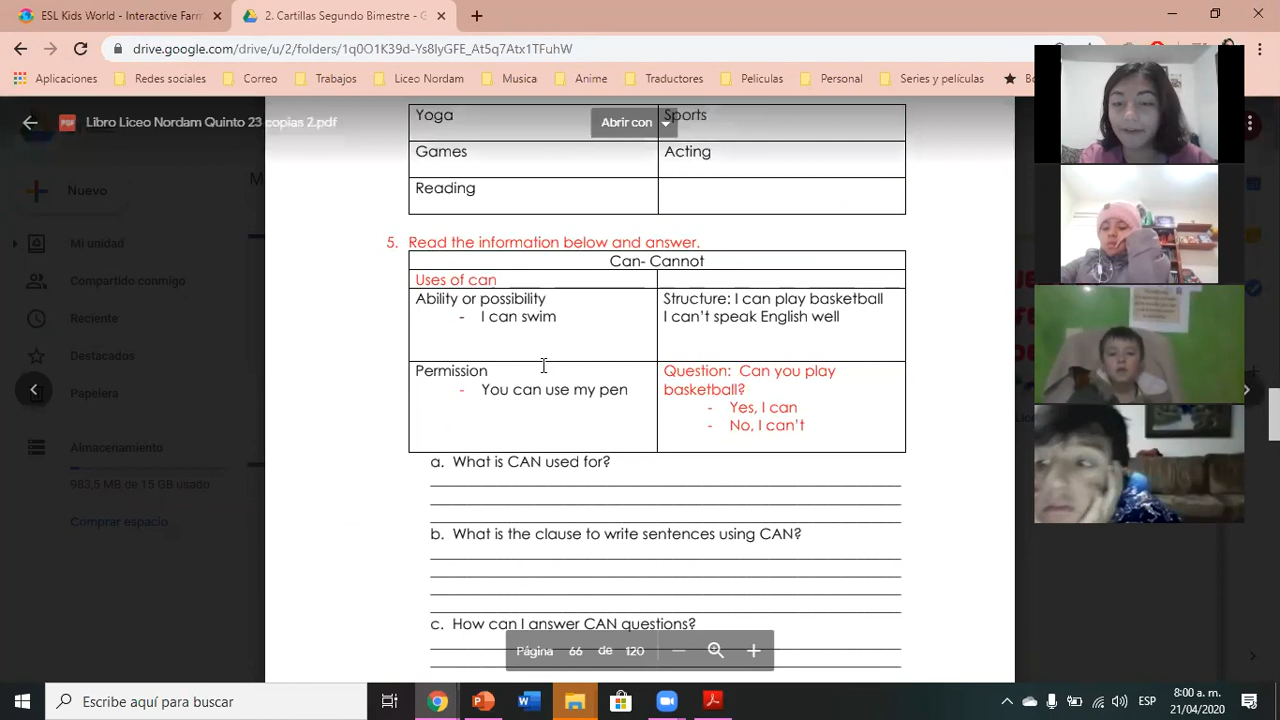 ESL Kids World - Interactive Farm
2. Cartillas Segundo Bimestre - G
drive.google.com/drive/u/2/folders/1q0O1K39d-Ys8lyGFE_At5q7Atx1TFuhW
Aplicaciones Redes sociales Correo Trabajos Liceo Nordam Musica Anime Traductores Peliculas Personal Series y películas
Libro Liceo Nordam Quinto 23 copias 2.pdf
Abrir con
Nuevo
Mi unidad
Compartido conmigo
Reciente
Destacados
Papelera
Almacenamiento
983,5 MB de 15 GB usado
Comprar espacio
Yoga Sports
Games Acting
Reading
5. Read the information below and answer.
Can- Cannot
Uses of can
Ability or possibility
- I can swim
Structure: I can play basketball
I can't speak English well
Permission
- You can use my pen
Question: Can you play
basketball?
- Yes, I can
- No, I can't
a. What is CAN used for?
b. What is the clause to write sentences using CAN?
c. How can I answer CAN questions?
Página 66 de 120
Escribe aquí para buscar
ESP
8:00 a. m.
21/04/2020